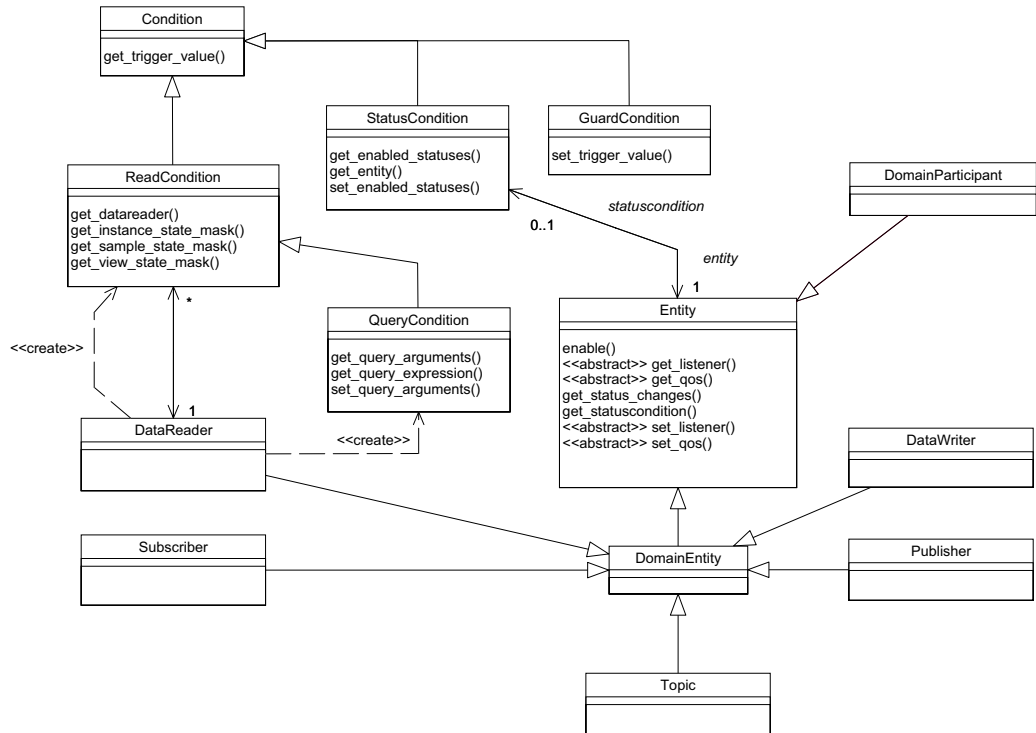 Condition
get_trigger_value()
StatusCondition
get_enabled_statuses()
get_entity()
set_enabled_statuses()
GuardCondition
set_trigger_value()
ReadCondition
get_datareader()
get_instance_state_mask()
get_sample_state_mask()
get_view_state_mask()
DomainParticipant
statuscondition
0..1
entity
1
*
<<create>>
QueryCondition
get_query_arguments()
get_query_expression()
set_query_arguments()
Entity
enable()
<<abstract>> get_listener()
<<abstract>> get_qos()
get_status_changes()
get_statuscondition()
<<abstract>> set_listener()
<<abstract>> set_qos()
1
DataReader
<<create>>
DataWriter
Subscriber
DomainEntity
Publisher
Topic